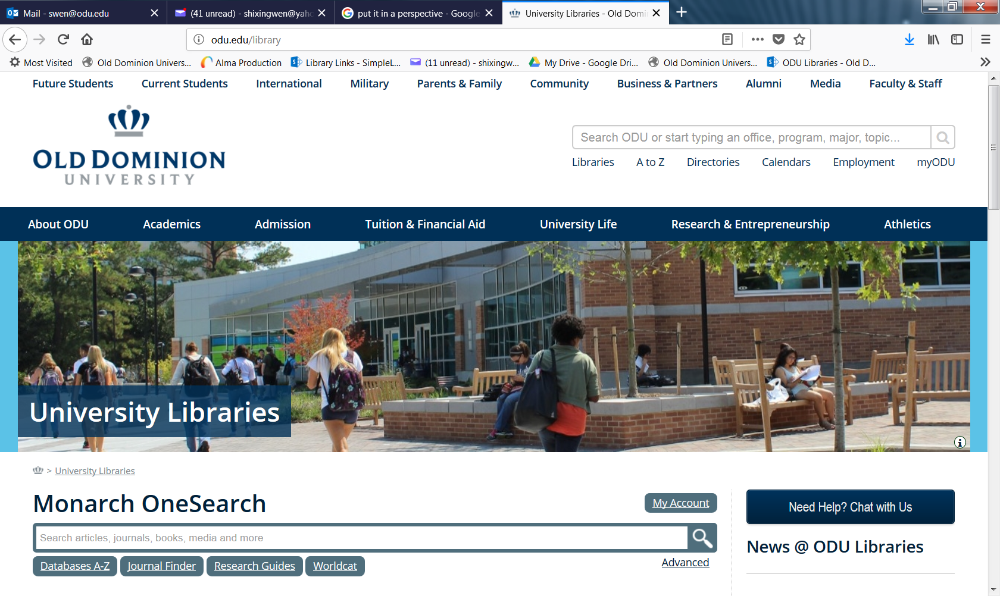 Mail - swen@odu.edu
(41 unread) - shixingwen@yaho
put it in a perspective - Google
University Libraries - Old Domi
odu.edu/library
Most Visited
Old Dominion Univers...
Alma Production
Library Links - SimpleL...
(11 unread) - shixingw...
My Drive - Google Dri...
Old Dominion Univers...
ODU Libraries - Old D...
Future Students
Current Students
International
Military
Parents & Family
Community
Business & Partners
Alumni
Media
Faculty & Staff
OLD DOMINION
UNIVERSITY
Search ODU or start typing an office, program, major, topic...
Libraries
A to Z
Directories
Calendars
Employment
myODU
About ODU
Academics
Admission
Tuition & Financial Aid
University Life
Research & Entrepreneurship
Athletics
University Libraries
> University Libraries
Monarch OneSearch
My Account
Search articles, journals, books, media and more
Databases A-Z
Journal Finder
Research Guides
Worldcat
Advanced
Need Help? Chat with Us
News @ ODU Libraries